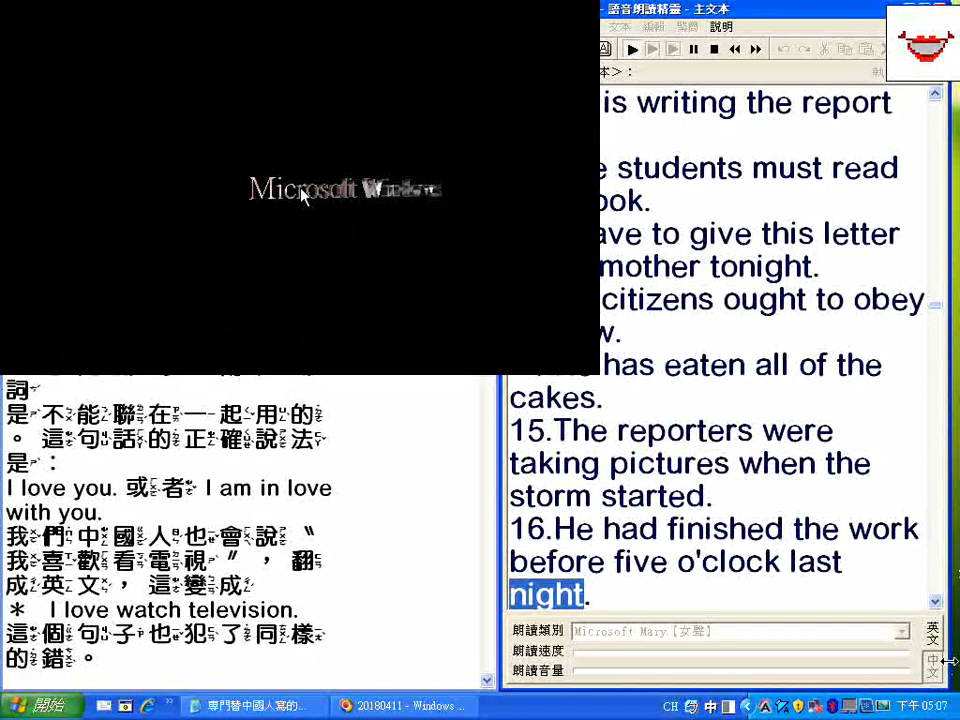 - 語音朗讀精靈 - 主文本
文本 編輯 說明
本>：
Microsoft Windows
is writing the report
students must read
ook.
ave to give this letter
mother tonight.
citizens ought to obey
w.
has eaten all of the
cakes.
15.The reporters were
taking pictures when the
storm started.
16.He had finished the work
before five o'clock last
night.
詞
是不能聯在一起用的
。這句話的正確說法
是：
I love you. 或者 I am in love
with you.
我們中國人也會說〝
我喜歡看電視〞，翻
成英文，這變成
＊ I love watch television.
這個句子也犯了同樣
的錯。
朗讀類別 Microsoft Mary【女聲】
朗讀速度
朗讀音量
英文
中文
開始
專門替中國人寫的...
20180411 - Windows ...
CH 中
下午 05:07